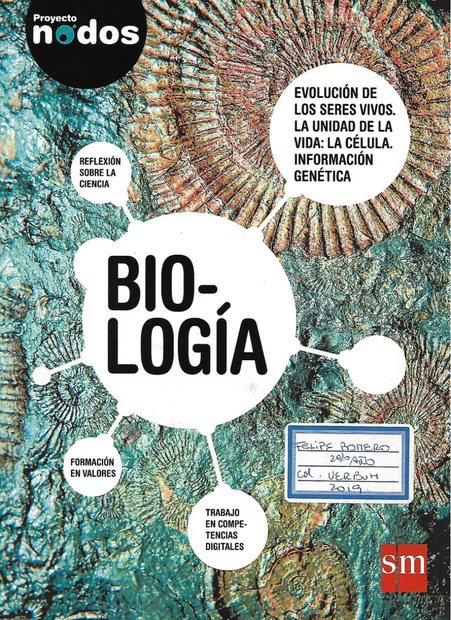 Proyecto
nodos
EVOLUCIÓN DE
LOS SERES VIVOS.
LA UNIDAD DE LA
VIDA: LA CÉLULA.
INFORMACIÓN
GENÉTICA
REFLEXIÓN
SOBRE LA
CIENCIA
BIO-
LOGÍA
FORMACIÓN
EN VALORES
TRABAJO
EN COMPE-
TENCIAS
DIGITALES
FELIPE ROMERO
2do AÑO
Col. VERBUM
2019
sm